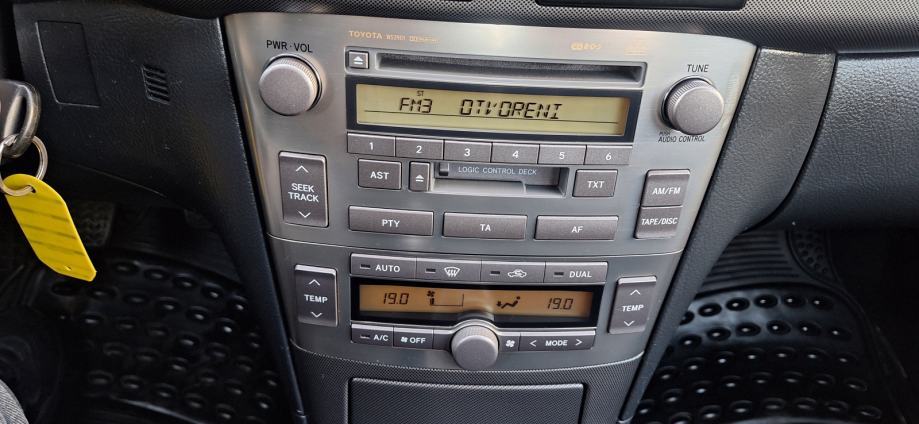 TOYOTA W53901
PWR·VOL
TUNE
ST
FM3 OTVORENI
PUSH
AUDIO CONTROL
1 2 3 4 5 6
LOGIC CONTROL DECK
SEEK
TRACK
AST
TXT
AM/FM
PTY TA AF
TAPE/DISC
AUTO DUAL
TEMP
19.0 19.0
TEMP
A/C OFF < MODE >